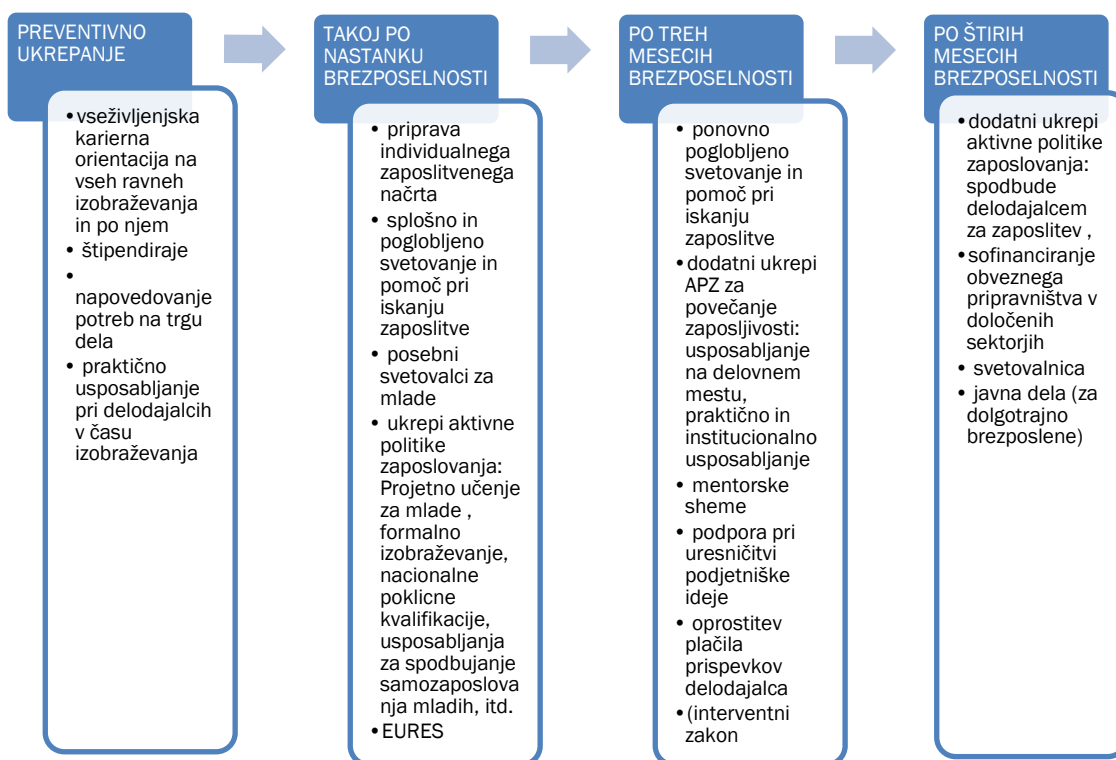 PREVENTIVNO
UKREPANJE
•vseživljenjska
karierna
orientacija na
vseh ravneh
izobraževanja
in po njem
• štipendiraje
•
napovedovanje
potreb na trgu
dela
• praktično
usposabljanje
pri delodajalcih
v času
izobraževanja
TAKOJ PO
NASTANKU
BREZPOSELNOSTI
• priprava
individualnega
zaposlitvenega
načrta
• splošno in
poglobljeno
svetovanje in
pomoč pri
iskanju
zaposlitve
• posebni
svetovalci za
mlade
• ukrepi aktivne
politike
zaposlovanja:
Projetno učenje
za mlade ,
formalno
izobraževanje,
nacionalne
poklicne
kvalifikacije,
usposabljanja
za spodbujanje
samozaposlova
nja mladih, itd.
•EURES
PO TREH
MESECIH
BREZPOSELNOSTI
• ponovno
poglobljeno
svetovanje in
pomoč pri
iskanju
zaposlitve
•dodatni ukrepi
APZ za
povečanje
zaposljivosti:
usposabljanje
na delovnem
mestu,
praktično in
institucionalno
usposabljanje
• mentorske
sheme
• podpora pri
uresničitvi
podjetniške
ideje
• oprostitev
plačila
prispevkov
delodajalca
•(interventni
zakon
PO ŠTIRIH
MESECIH
BREZPOSELNOSTI
•dodatni ukrepi
aktivne politike
zaposlovanja:
spodbude
delodajalcem
za zaposlitev ,
•sofinanciranje
obveznega
pripravništva v
določenih
sektorjih
• svetovalnica
• javna dela (za
dolgotrajno
brezposlene)